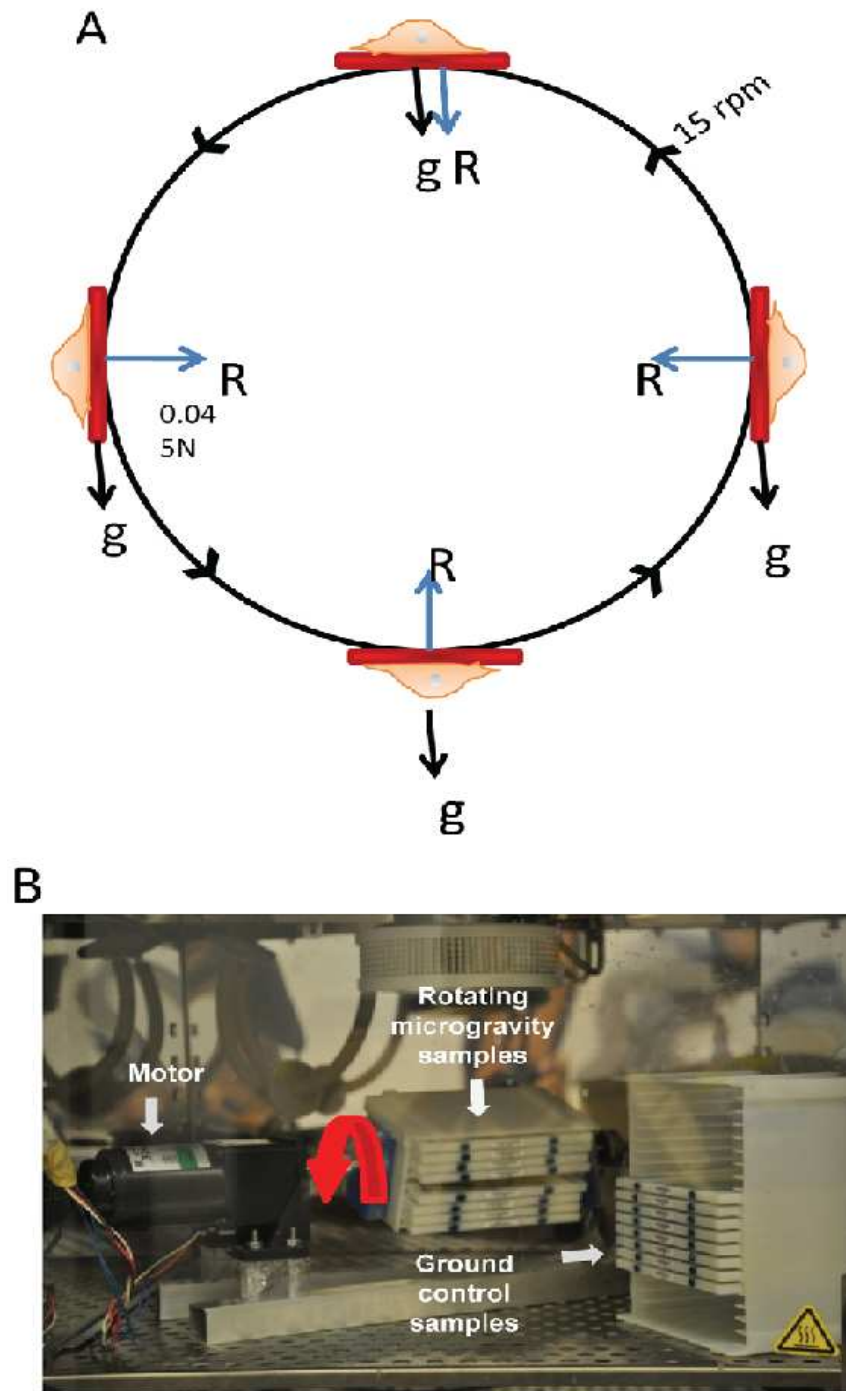 A
15 rpm
g R
R
R
0.04
5N
g
R
g
g
B
Rotating
microgravity
samples
Motor
Ground
control
samples